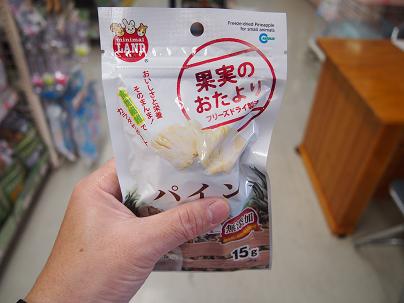 Freeze-dried Pineapple
for small animals
minimal
LAND
果実の
おたより
フリーズドライ製法
おいしさと栄養
そのまんま!
パイン
無添加
15g